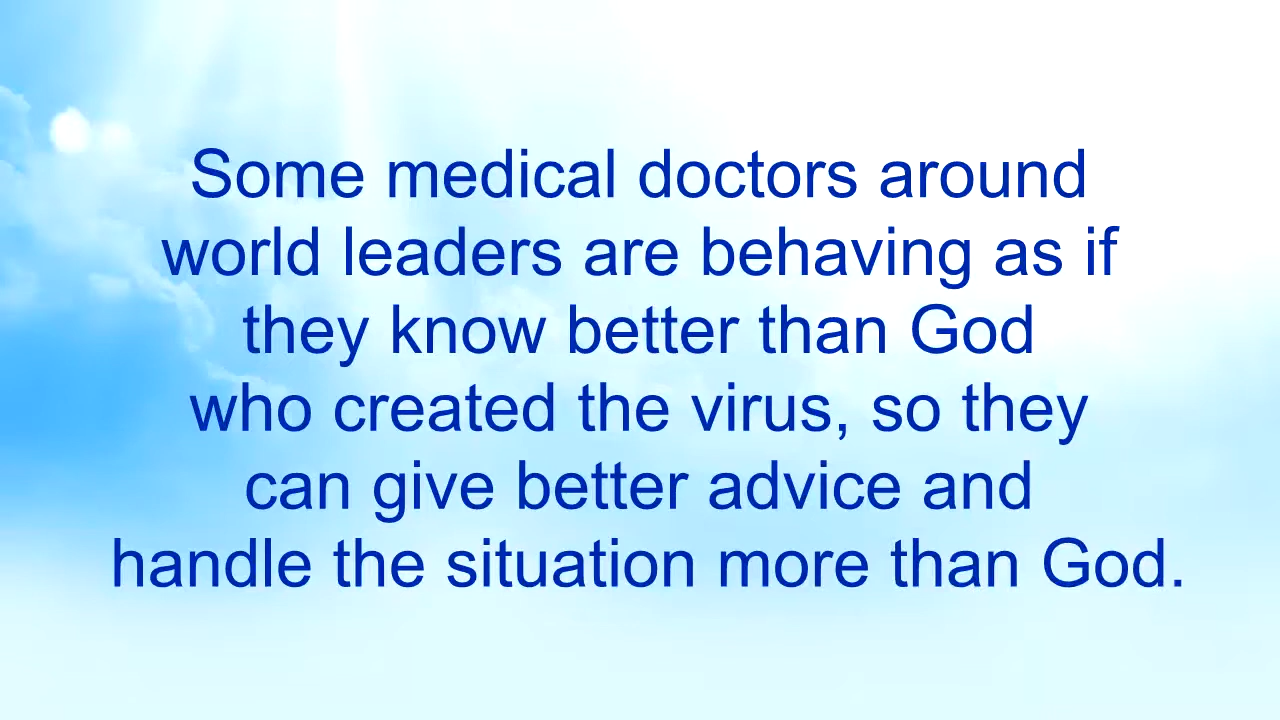 Some medical doctors around
world leaders are behaving as if
they know better than God
who created the virus, so they
can give better advice and
handle the situation more than God.